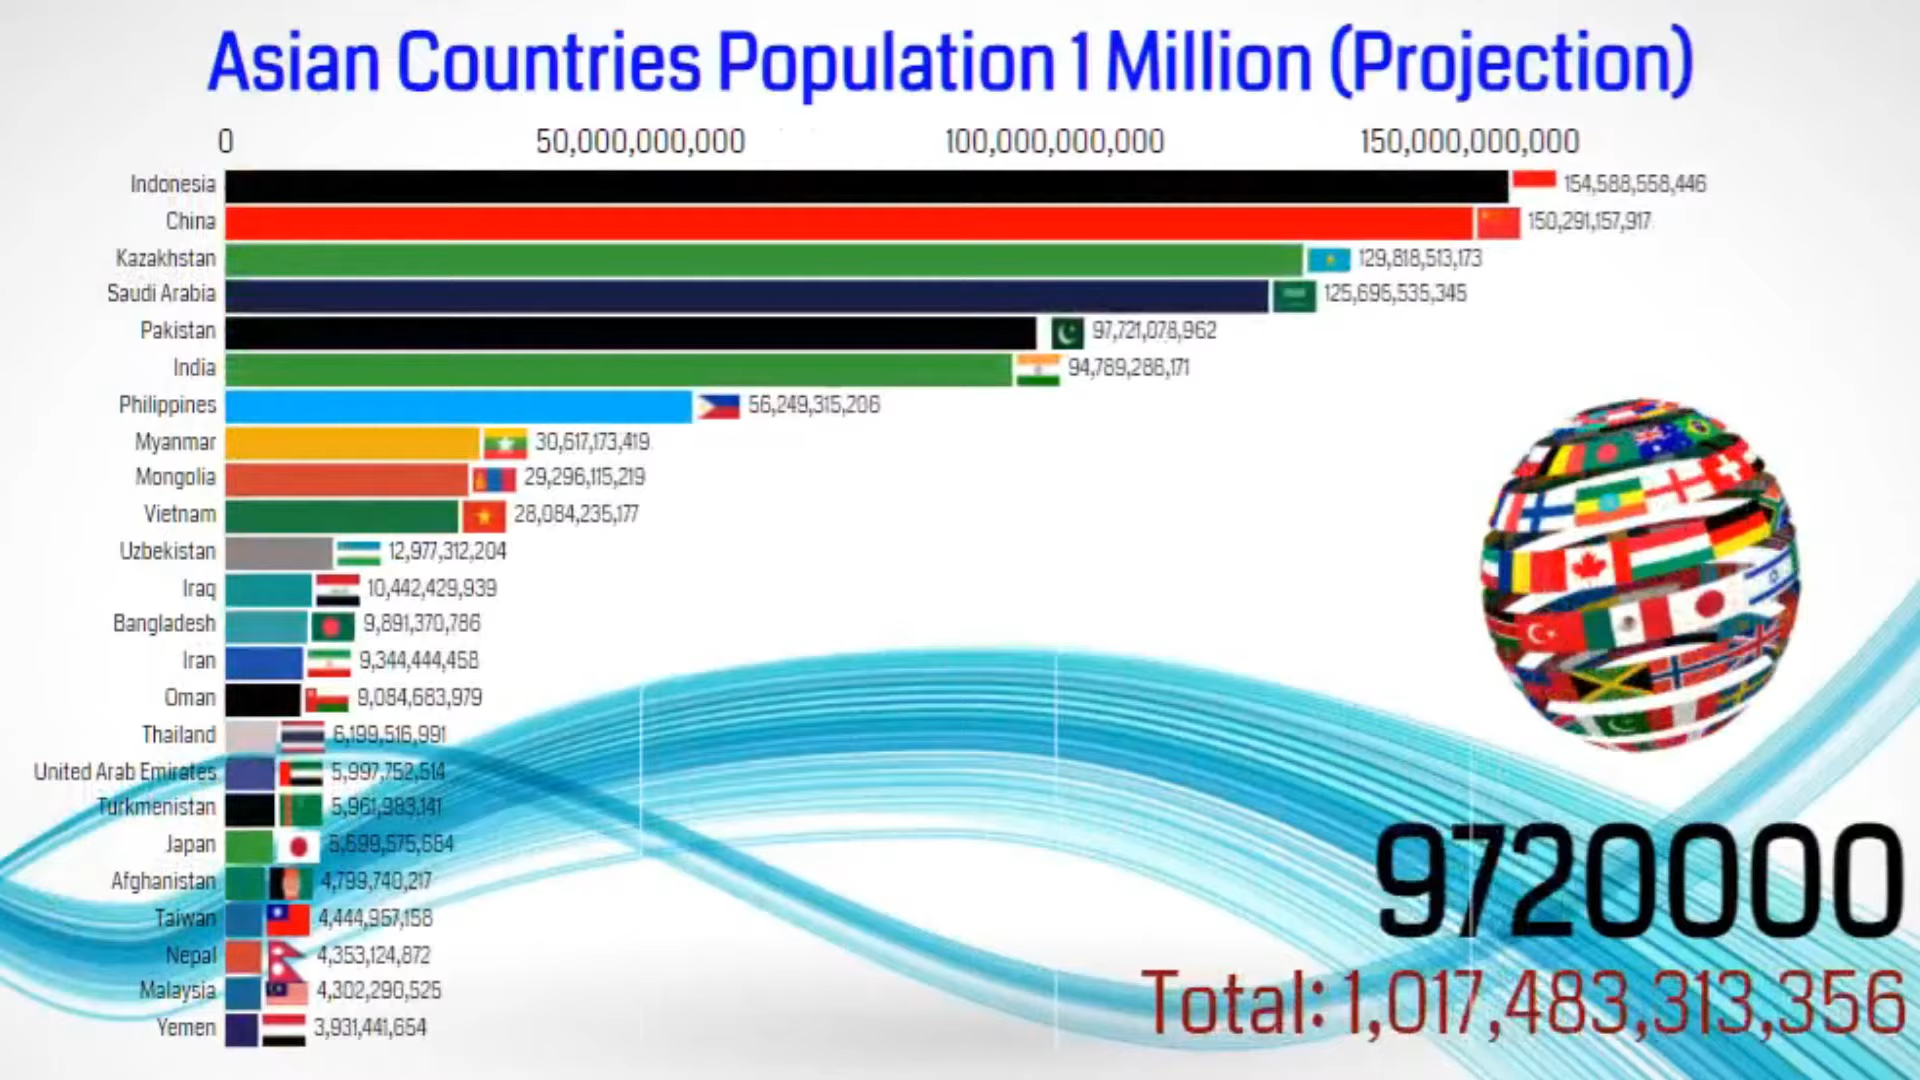 Asian Countries Population 1 Million (Projection)
0 50,000,000,000 100,000,000,000 150,000,000,000
Indonesia 154,588,558,446
China 150,291,157,917
Kazakhstan 129,818,513,173
Saudi Arabia 125,695,535,345
Pakistan 97,721,078,962
India 94,789,286,171
Philippines 56,249,315,206
Myanmar 30,617,173,419
Mongolia 29,296,115,219
Vietnam 28,084,235,177
Uzbekistan 12,977,312,204
Iraq 10,442,429,939
Bangladesh 9,891,370,786
Iran 9,344,444,458
Oman 9,084,683,979
Thailand 6,199,516,991
United Arab Emirates 5,997,752,514
Turkmenistan 5,961,983,141
Japan 5,699,575,684
Afghanistan 4,799,740,217
Taiwan 4,444,957,158
Nepal 4,353,124,872
Malaysia 4,302,290,525
Yemen 3,931,441,654
9720000
Total: 1,017,483,313,356